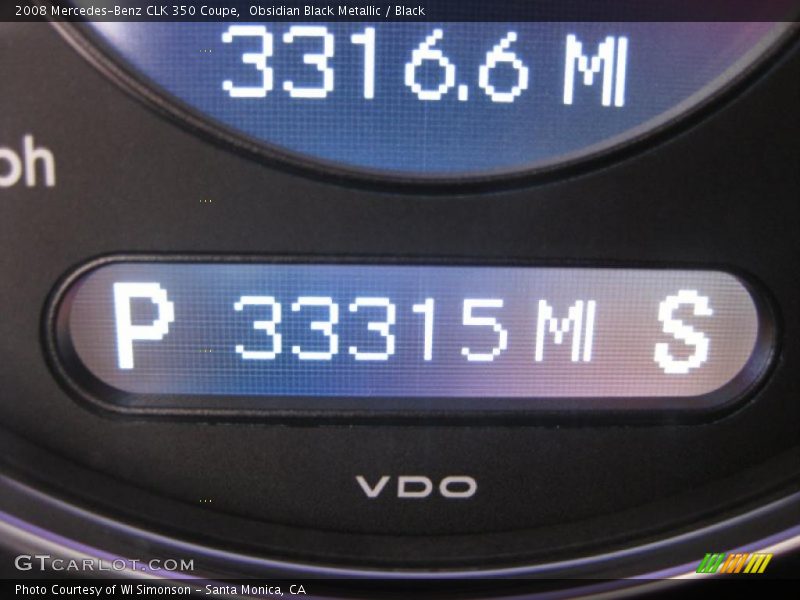 2008 Mercedes-Benz CLK 350 Coupe,  Obsidian Black Metallic / Black
3316.6 MI
ph
P 33315 MI S
VDO
GTCARLOT.COM
Photo Courtesy of WI Simonson - Santa Monica, CA